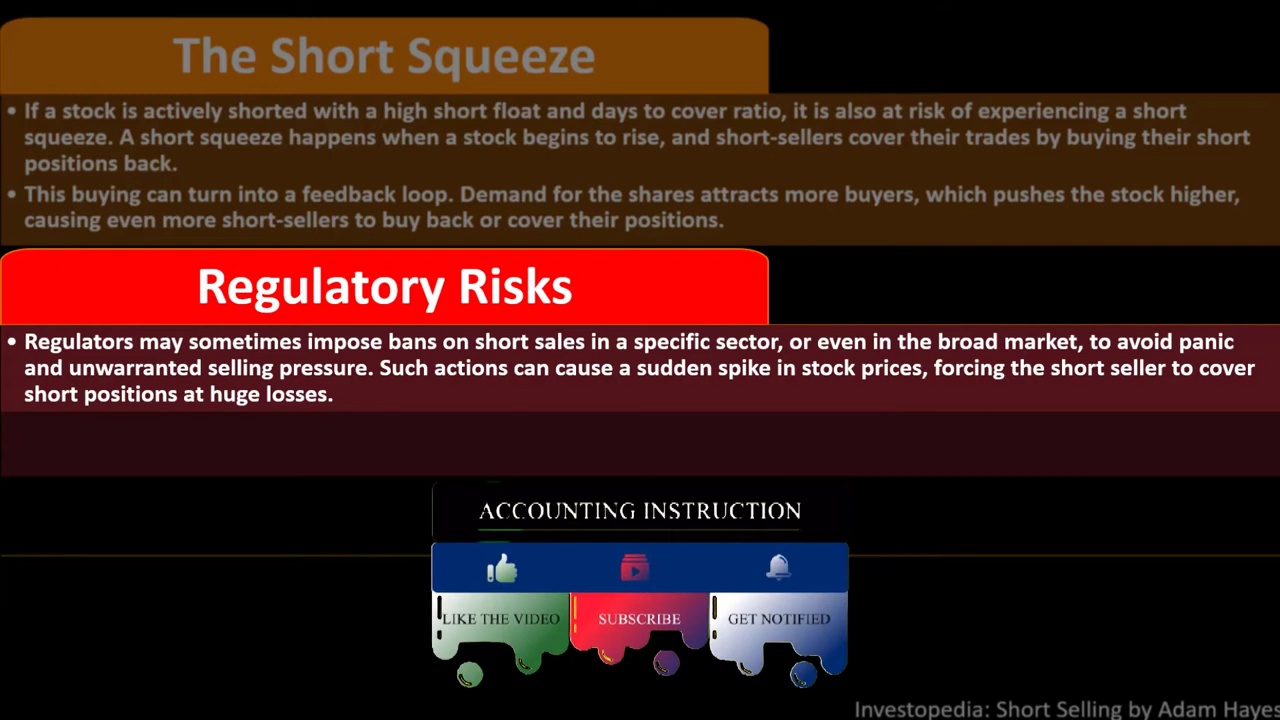 The Short Squeeze
• If a stock is actively shorted with a high short float and days to cover ratio, it is also at risk of experiencing a short
squeeze. A short squeeze happens when a stock begins to rise, and short-sellers cover their trades by buying their short
positions back.
• This buying can turn into a feedback loop. Demand for the shares attracts more buyers, which pushes the stock higher,
causing even more short-sellers to buy back or cover their positions.
Regulatory Risks
• Regulators may sometimes impose bans on short sales in a specific sector, or even in the broad market, to avoid panic
and unwarranted selling pressure. Such actions can cause a sudden spike in stock prices, forcing the short seller to cover
short positions at huge losses.
ACCOUNTING INSTRUCTION
LIKE THE VIDEO
SUBSCRIBE
GET NOTIFIED
Investopedia: Short Selling by Adam Hayes